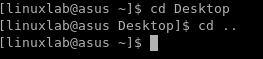 [linuxlab@asus ~]$ cd Desktop
[linuxlab@asus Desktop]$ cd ..
[linuxlab@asus ~]$